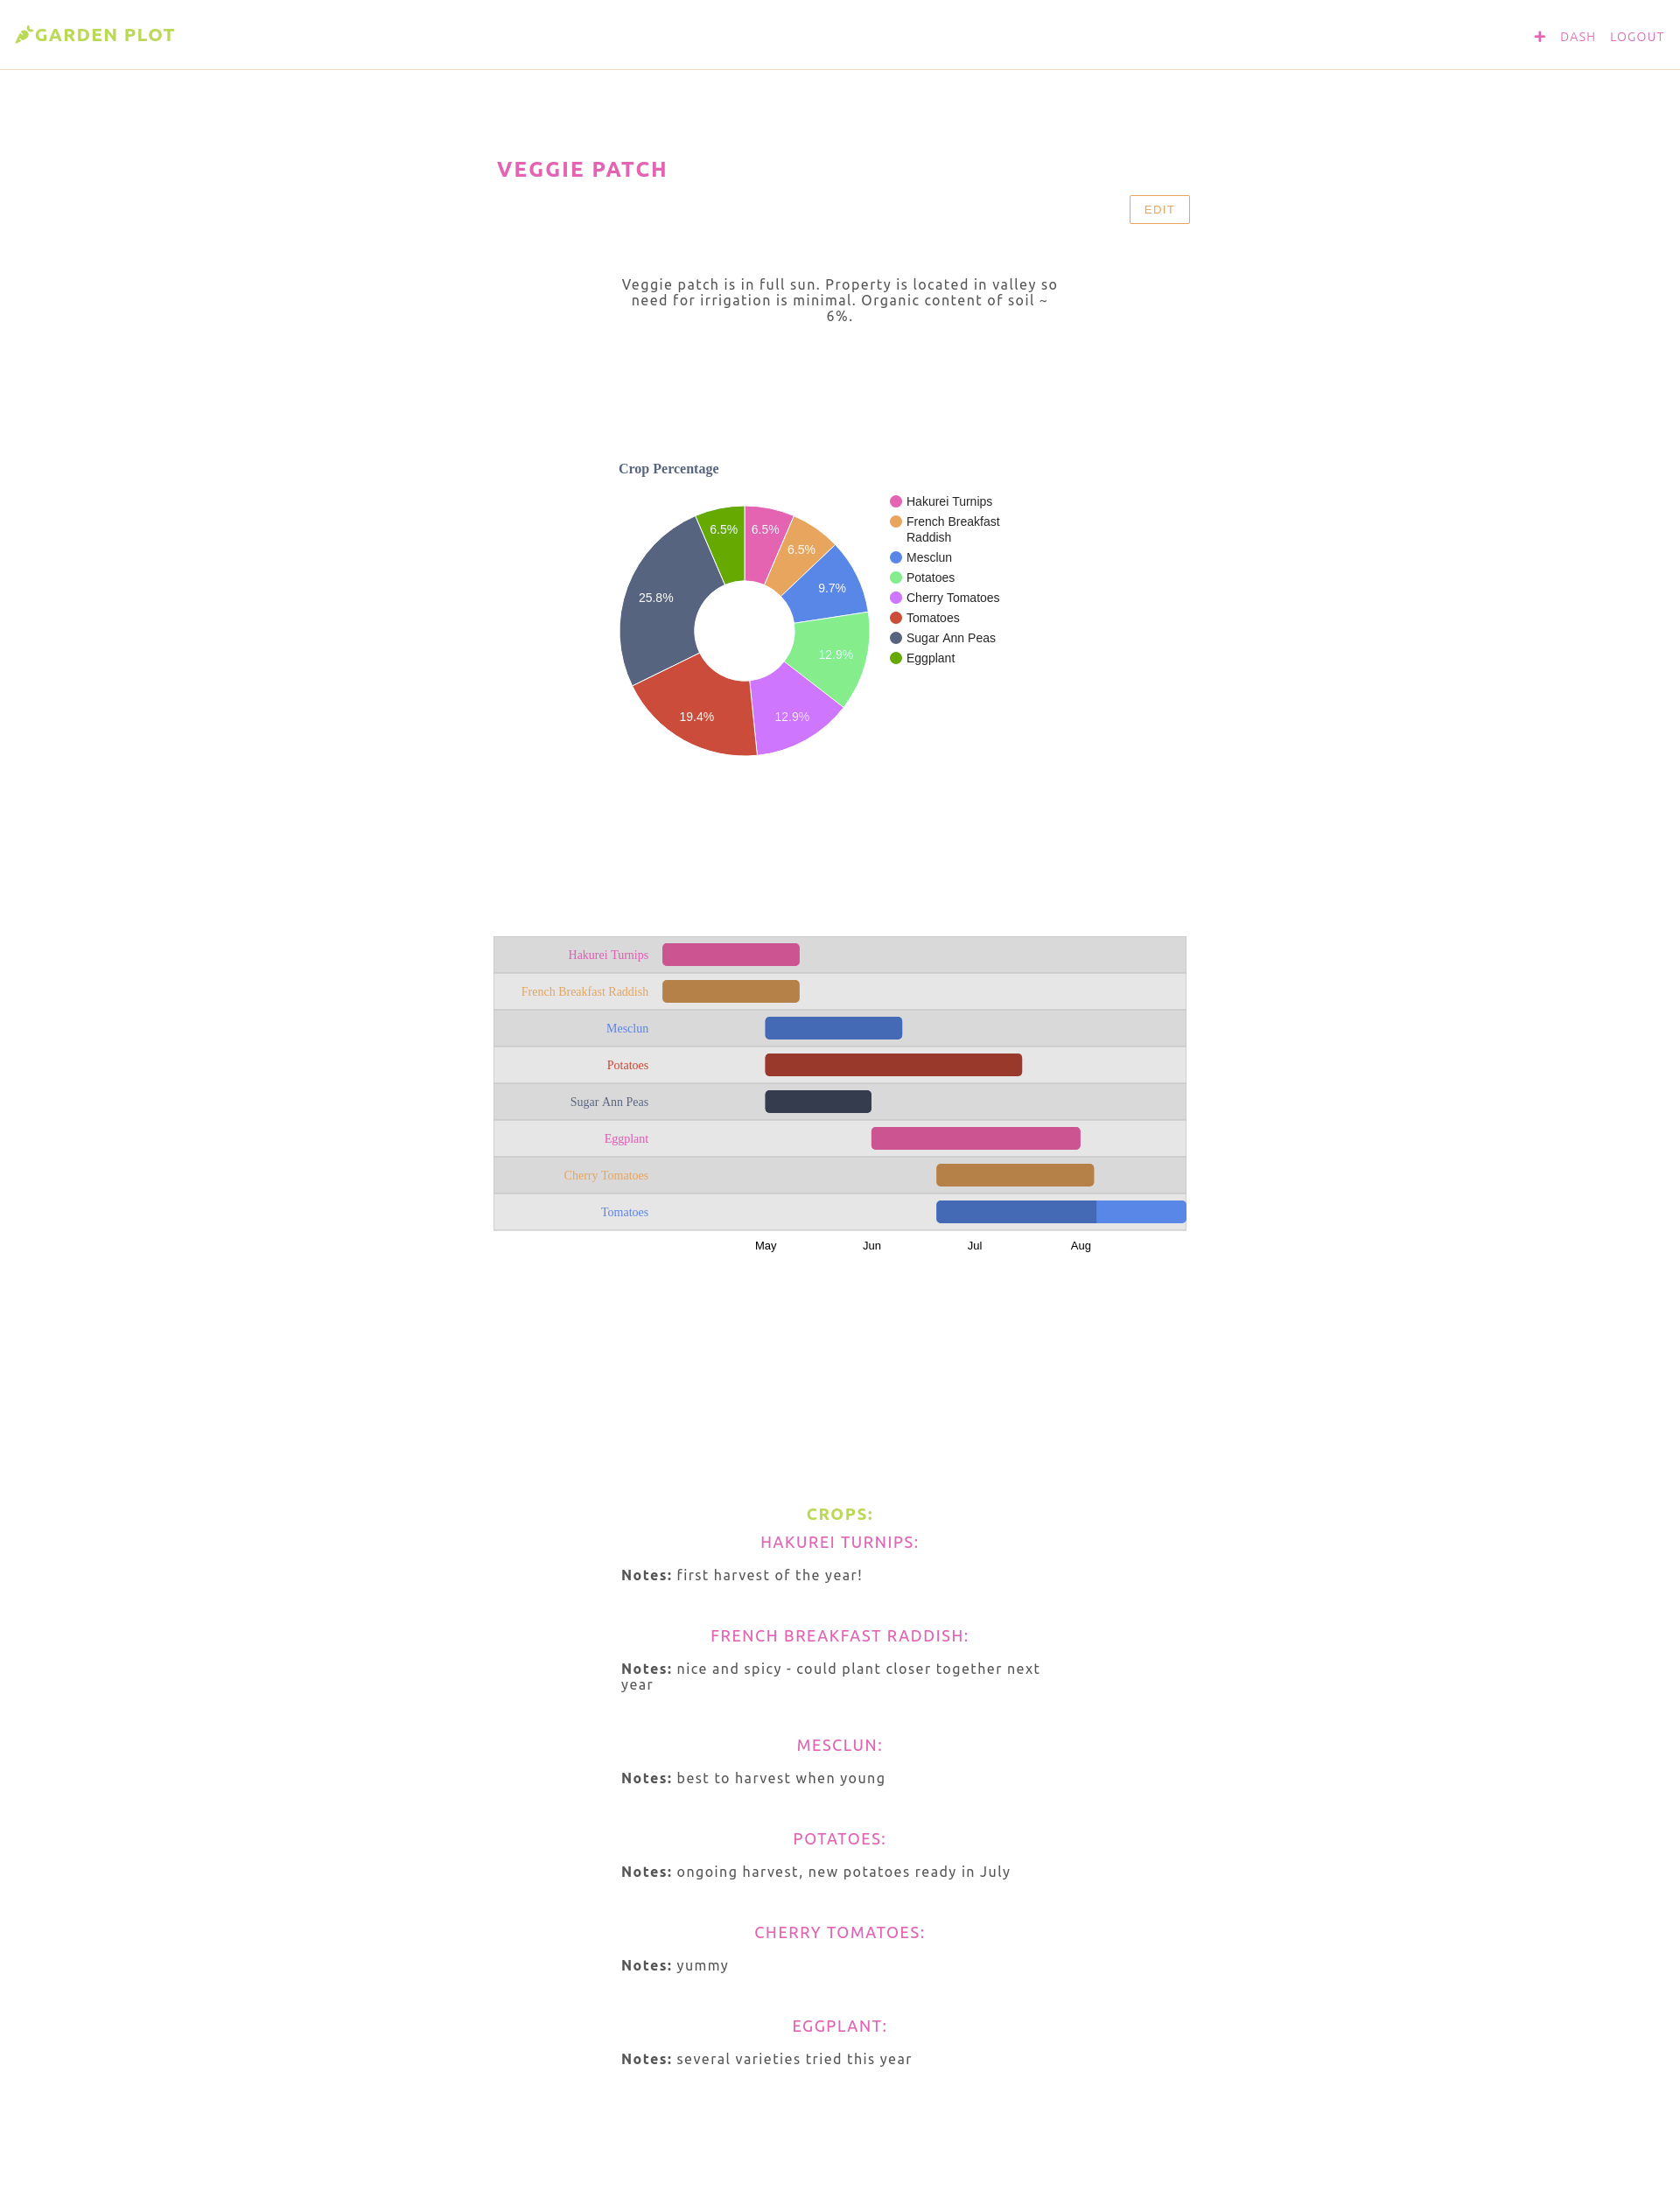 GARDEN PLOT
+ DASH LOGOUT
VEGGIE PATCH
EDIT
Veggie patch is in full sun. Property is located in valley so
need for irrigation is minimal. Organic content of soil ~
6%.
Crop Percentage
6.5%
6.5%
9.7%
12.9%
12.9%
19.4%
25.8%
6.5%
Hakurei Turnips
French Breakfast
Raddish
Mesclun
Potatoes
Cherry Tomatoes
Tomatoes
Sugar Ann Peas
Eggplant
Hakurei Turnips
French Breakfast Raddish
Mesclun
Potatoes
Sugar Ann Peas
Eggplant
Cherry Tomatoes
Tomatoes
May Jun Jul Aug
CROPS:
HAKUREI TURNIPS:
Notes: first harvest of the year!
FRENCH BREAKFAST RADDISH:
Notes: nice and spicy - could plant closer together next
year
MESCLUN:
Notes: best to harvest when young
POTATOES:
Notes: ongoing harvest, new potatoes ready in July
CHERRY TOMATOES:
Notes: yummy
EGGPLANT:
Notes: several varieties tried this year